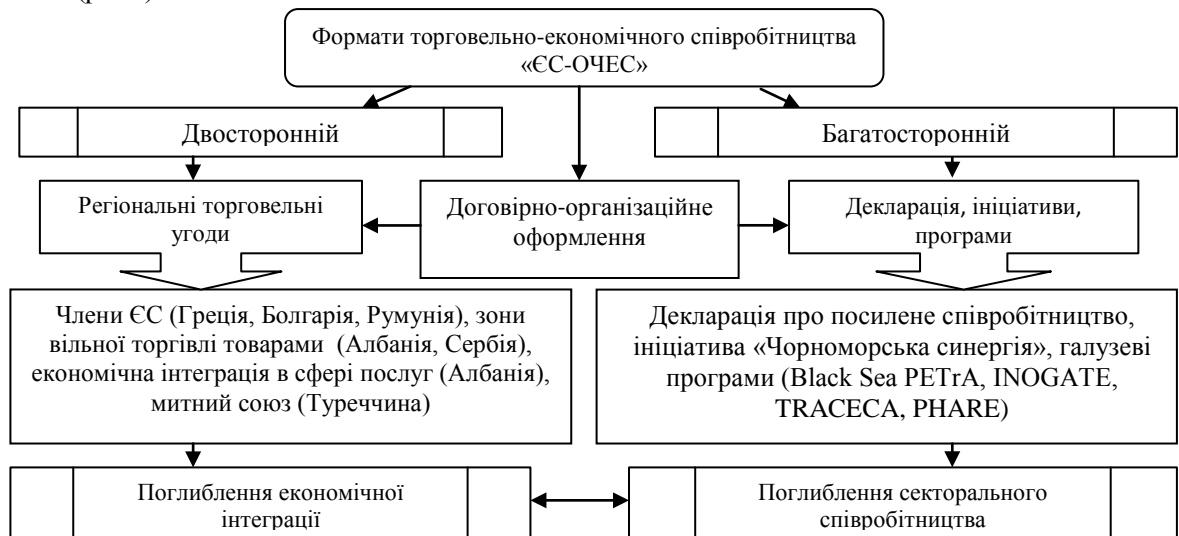 Формати торговельно-економічного співробітництва
«ЄС-ОЧЕС»
Двосторонній
Багатосторонній
Регіональні торговельні
угоди
Договірно-організаційне
оформлення
Декларація, ініціативи,
програми
Члени ЄС (Греція, Болгарія, Румунія), зони
вільної торгівлі товарами (Албанія, Сербія),
економічна інтеграція в сфері послуг (Албанія),
митний союз (Туреччина)
Декларація про посилене співробітництво,
ініціатива «Чорноморська синергія», галузеві
програми (Black Sea PETrA, INOGATE,
TRACECA, PHARE)
Поглиблення економічної
інтеграції
Поглиблення секторального
співробітництва